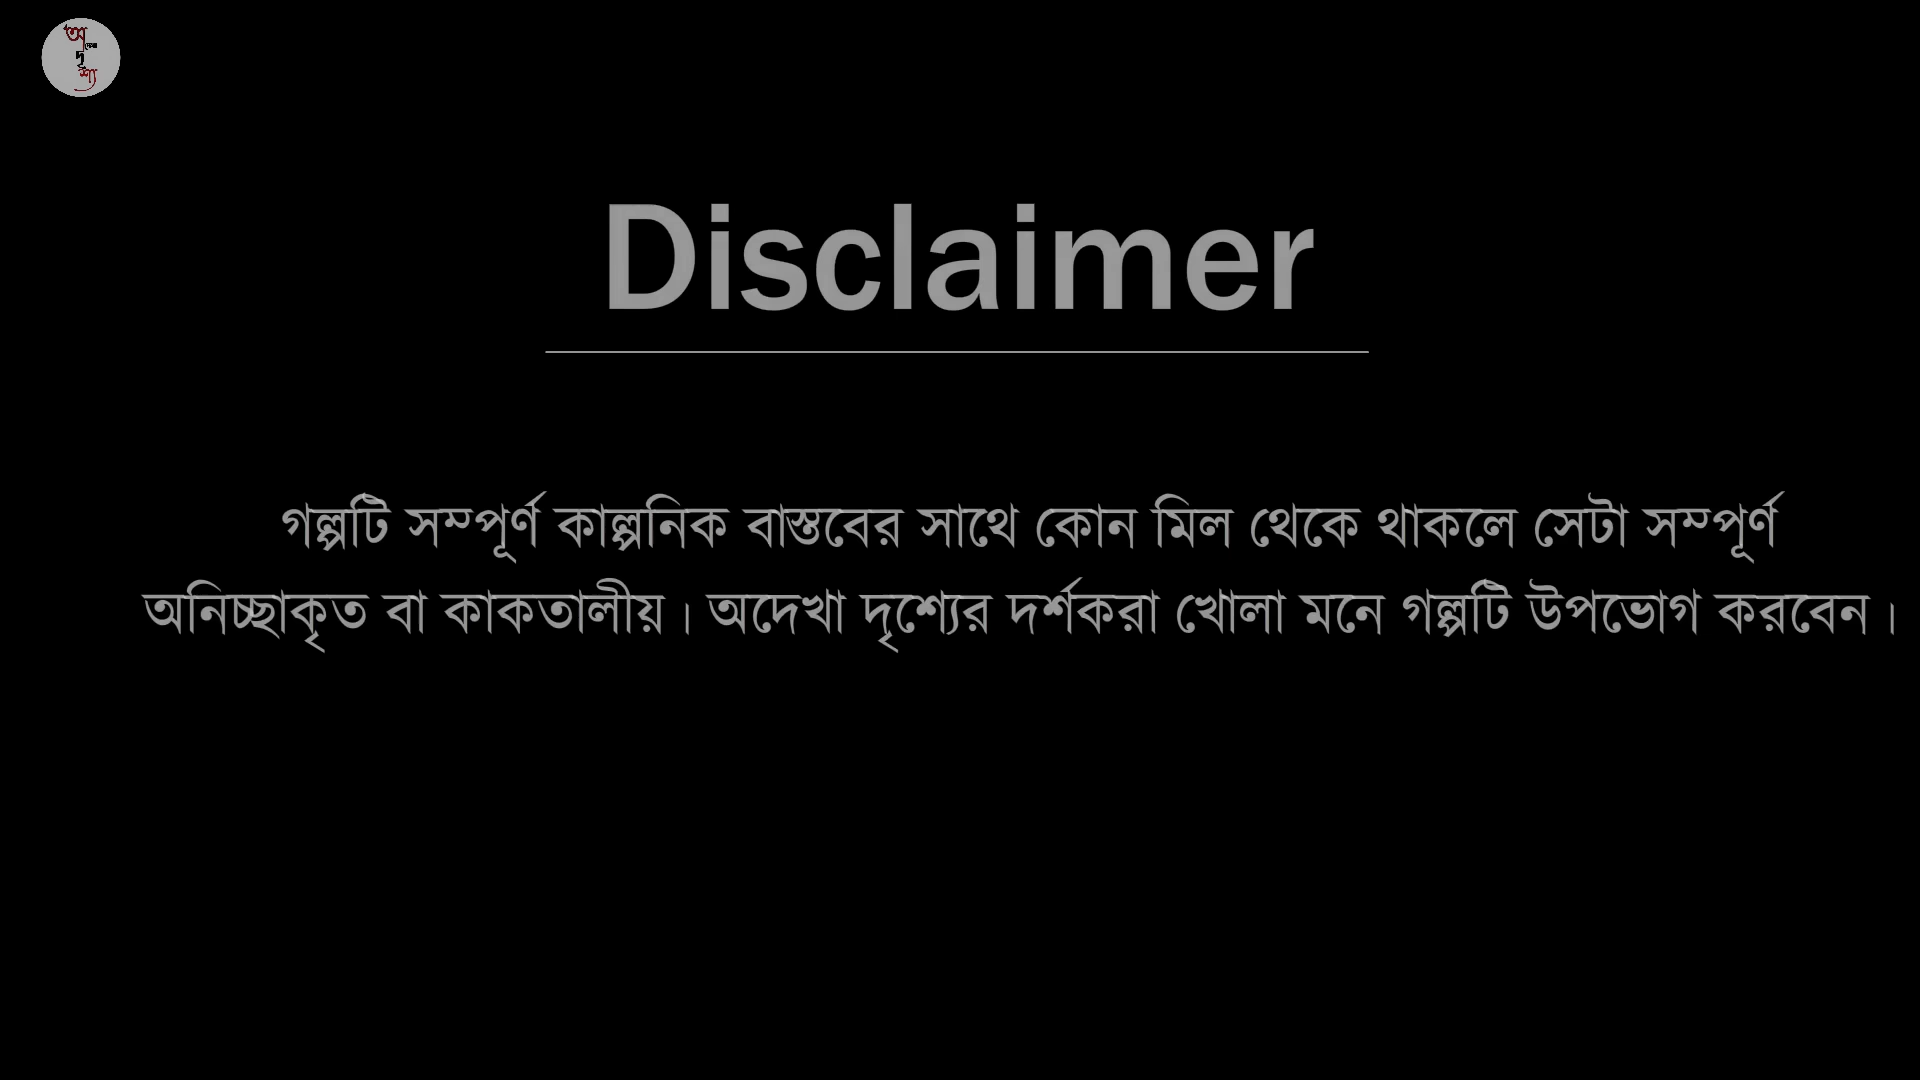 অ
দেখা
দৃ
শ্য
Disclaimer
গল্পটি সম্পূর্ণ কাল্পনিক বাস্তবের সাথে কোন মিল থেকে থাকলে সেটা সম্পূর্ণ
অনিচ্ছাকৃত বা কাকতালীয়। অদেখা দৃশ্যের দর্শকরা খোলা মনে গল্পটি উপভোগ করবেন।